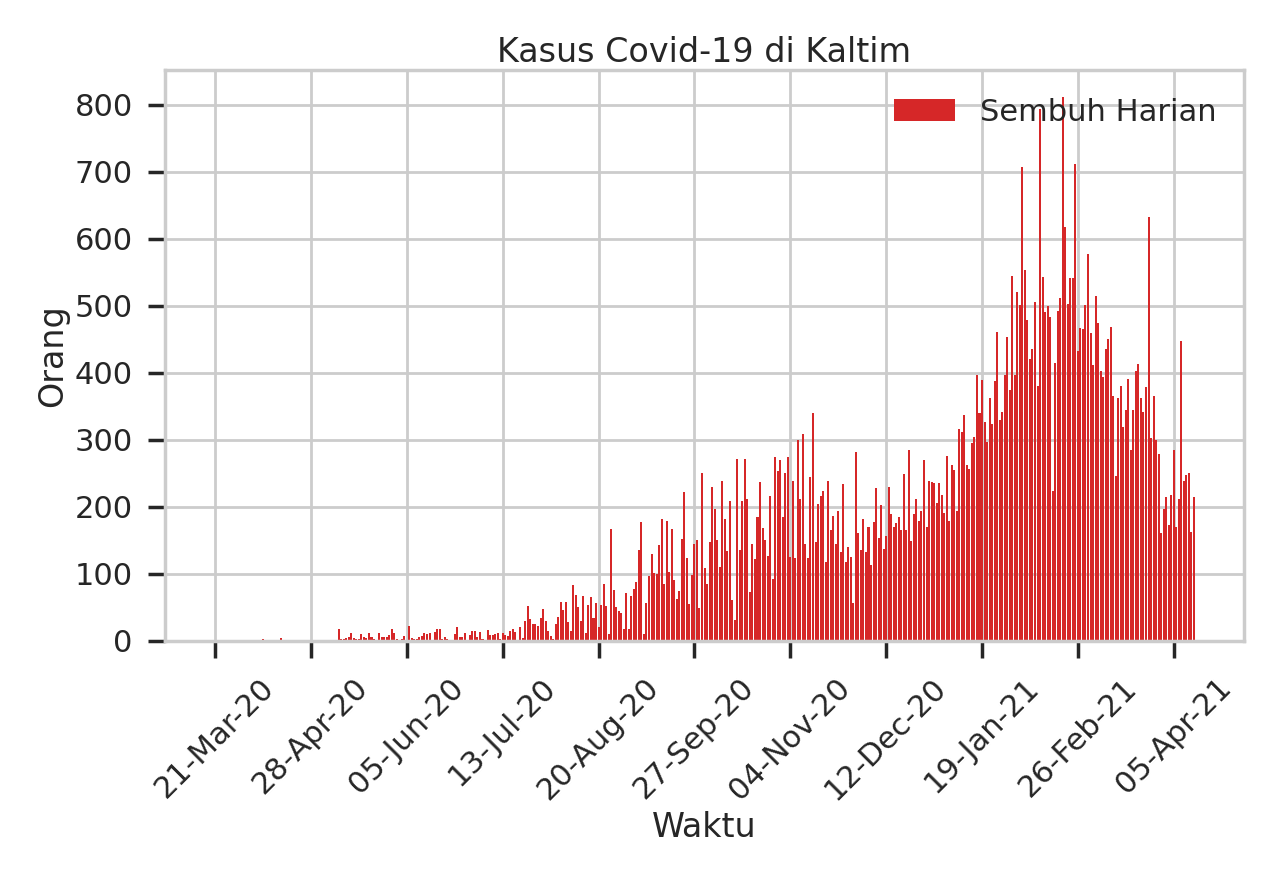 Kasus Covid-19 di Kaltim
Sembuh Harian
Orang
800
700
600
500
400
300
200
100
0
21-Mar-20
28-Apr-20
05-Jun-20
13-Jul-20
20-Aug-20
27-Sep-20
04-Nov-20
12-Dec-20
19-Jan-21
26-Feb-21
05-Apr-21
Waktu